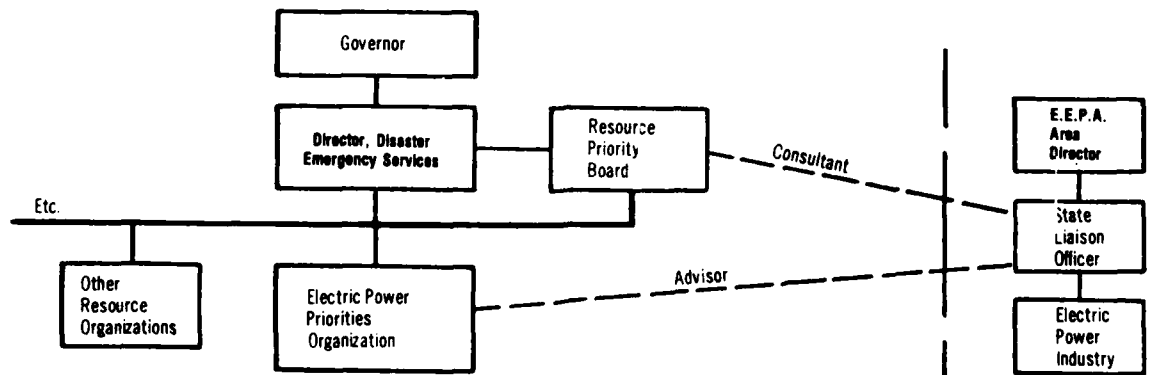 Governor
Director, Disaster
Emergency Services
Resource
Priority
Board
Consultant
E.E.P.A.
Area
Director
Etc.
State
Liaison
Officer
Other
Resource
Organizations
Electric Power
Priorities
Organization
Advisor
Electric
Power
Industry